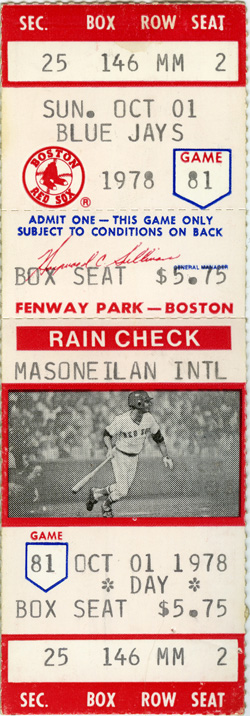 SEC. BOX ROW SEAT
25 146 MM 2
SUN. OCT 01
BLUE JAYS
BOSTON RED SOX ®
1978
GAME
81
ADMIT ONE — THIS GAME ONLY
SUBJECT TO CONDITIONS ON BACK
Haywood C. Sullivan
GENERAL MANAGER
BOX SEAT $5.75
FENWAY PARK — BOSTON
RAIN CHECK
MASONEILAN INTL
RED SOX
GAME
81 OCT 01 1978
* DAY *
BOX SEAT $5.75
25 146 MM 2
SEC. BOX ROW SEAT